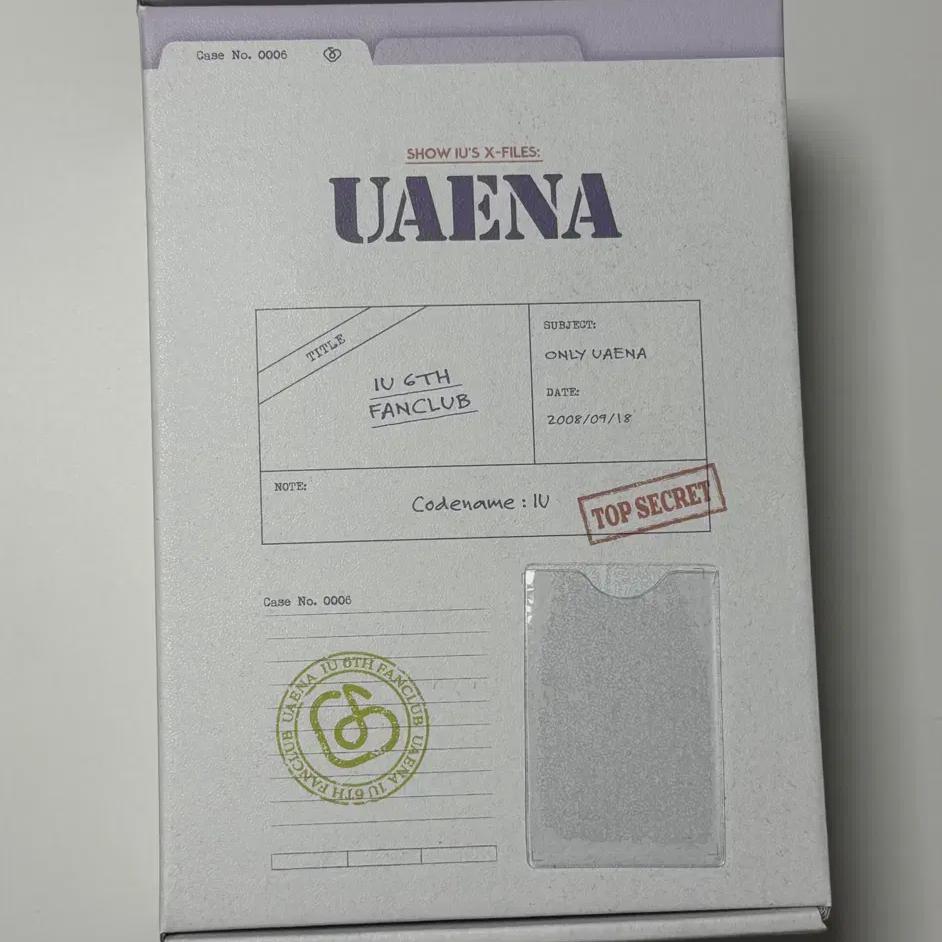 Case No. 0006
SHOW IU'S X-FILES:
UAENA
TITLE
IU 6TH
FANCLUB
SUBJECT:
ONLY UAENA
DATE:
2008/09/18
NOTE:
Codename : IU
TOP SECRET
Case No. 0006
UAENA IU 6TH FANCLUB UAENA IU 6TH FANCLUB